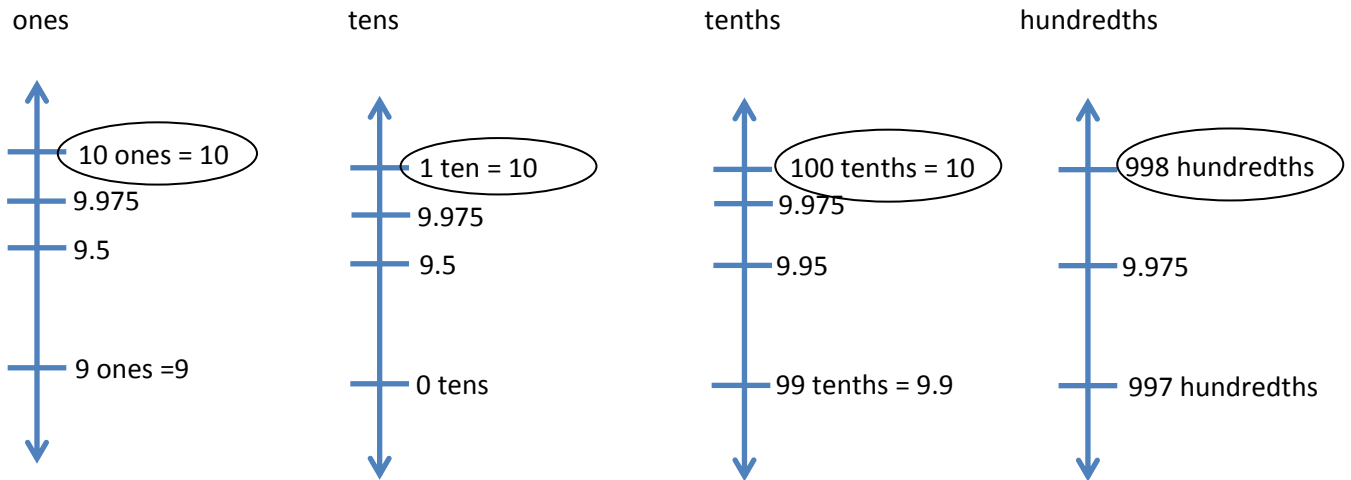 ones
10 ones = 10
9.975
9.5
9 ones =9
tens
1 ten = 10
9.975
9.5
0 tens
tenths
100 tenths = 10
9.975
9.95
99 tenths = 9.9
hundredths
998 hundredths
9.975
997 hundredths